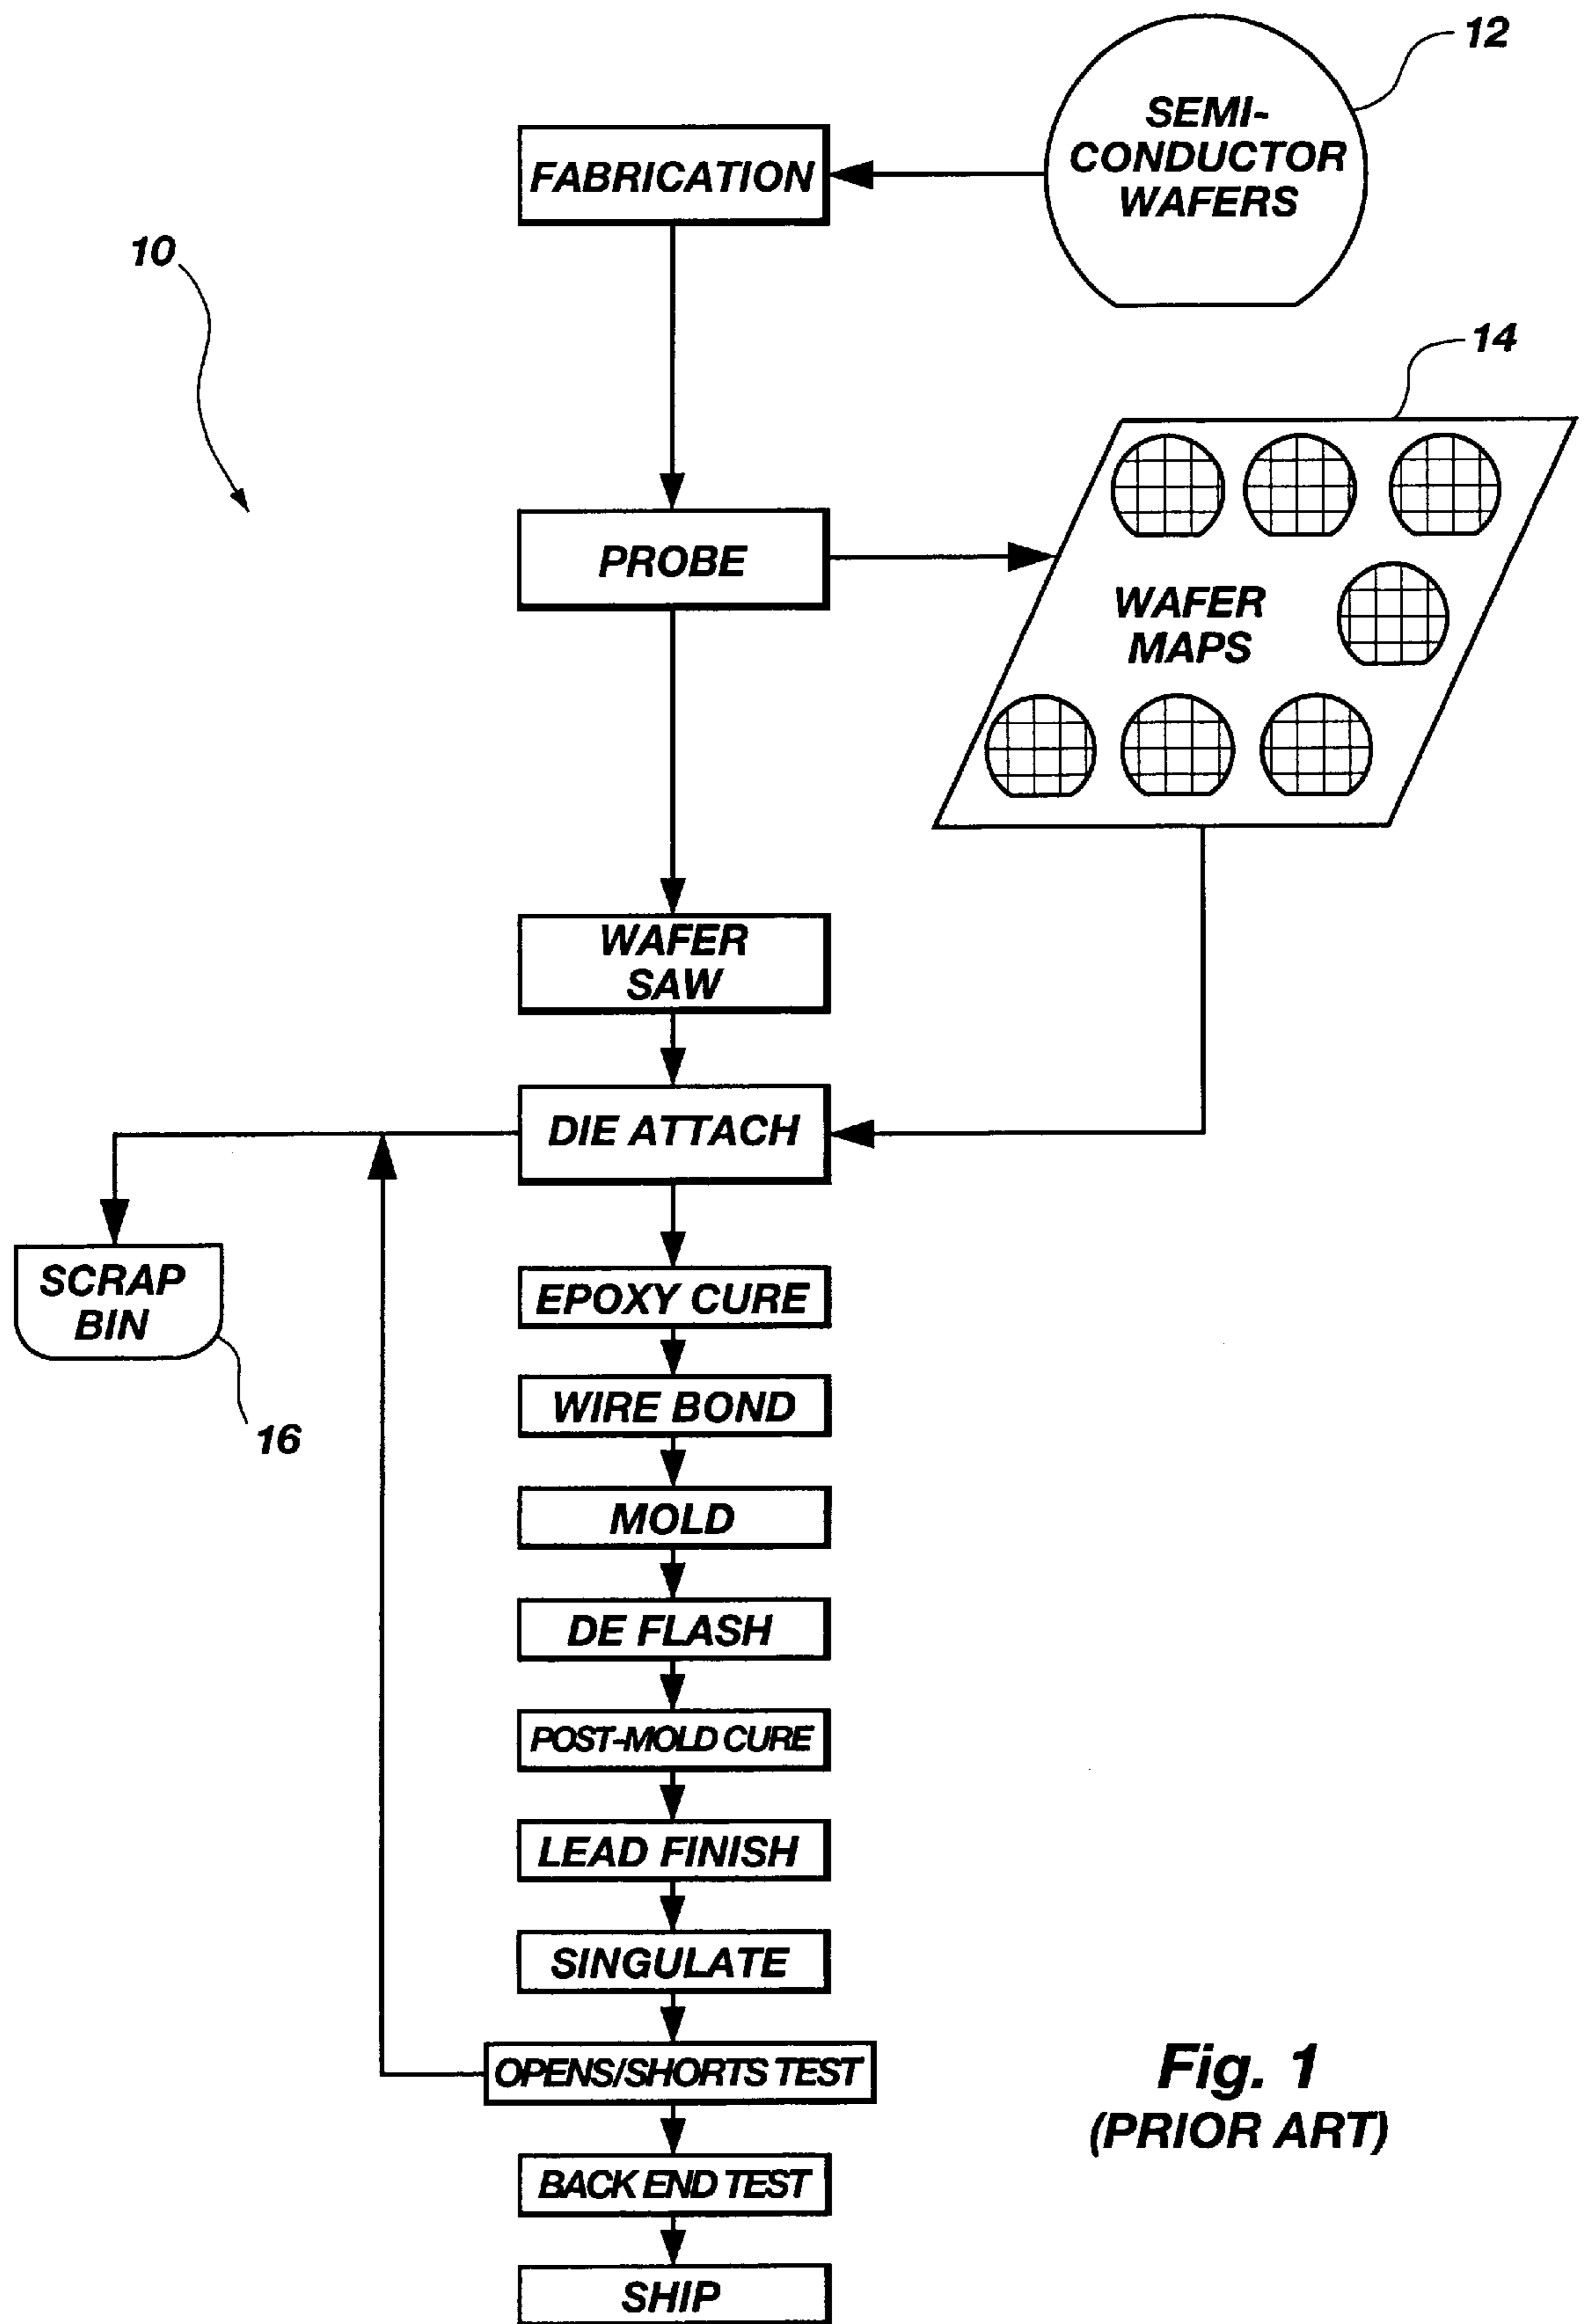 12
SEMI-
CONDUCTOR
WAFERS
FABRICATION
10
14
PROBE
WAFER
MAPS
WAFER
SAW
DIE ATTACH
SCRAP
BIN
EPOXY CURE
WIRE BOND
16
MOLD
DE FLASH
POST-MOLD CURE
LEAD FINISH
SINGULATE
OPENS/SHORTS TEST
Fig. 1
(PRIOR ART)
BACK END TEST
SHIP